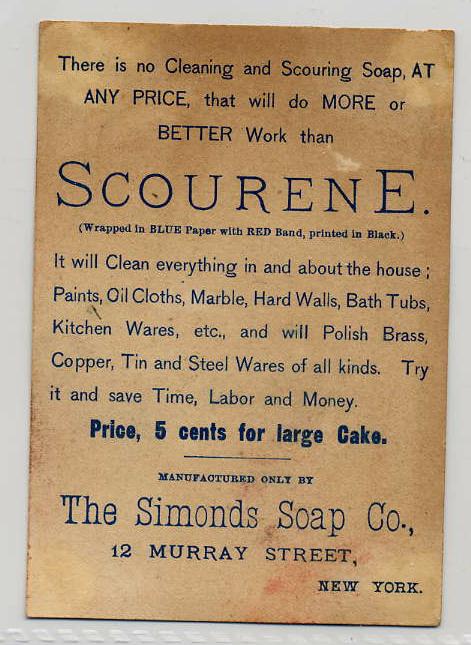 There is no Cleaning and Scouring Soap, AT
ANY PRICE, that will do MORE or
BETTER Work than
SCOURENE.
(Wrapped in BLUE Paper with RED Band, printed in Black.)
It will Clean everything in and about the house;
Paints, Oil Cloths, Marble, Hard Walls, Bath Tubs,
Kitchen Wares, etc., and will Polish Brass,
Copper, Tin and Steel Wares of all kinds. Try
it and save Time, Labor and Money.
Price, 5 cents for large Cake.
MANUFACTURED ONLY BY
The Simonds Soap Co.,
12 MURRAY STREET,
NEW YORK.